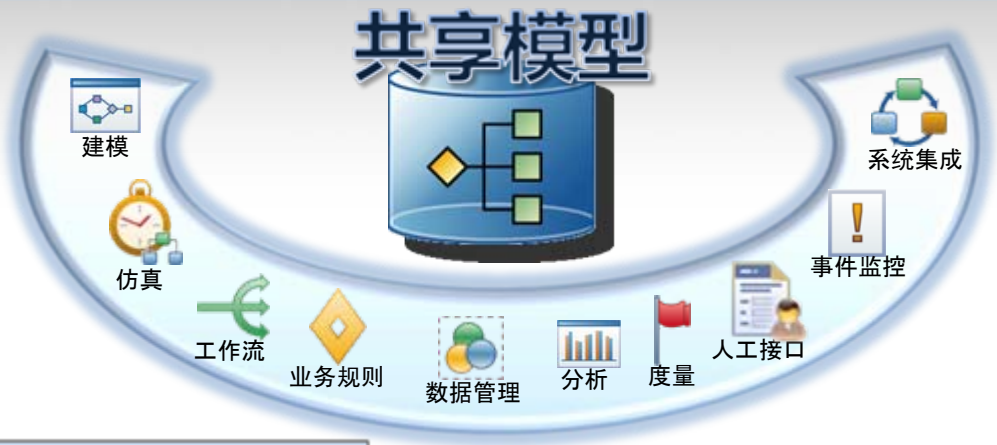 共享模型
建模
仿真
工作流
业务规则
数据管理
分析
度量
人工接口
事件监控
系统集成